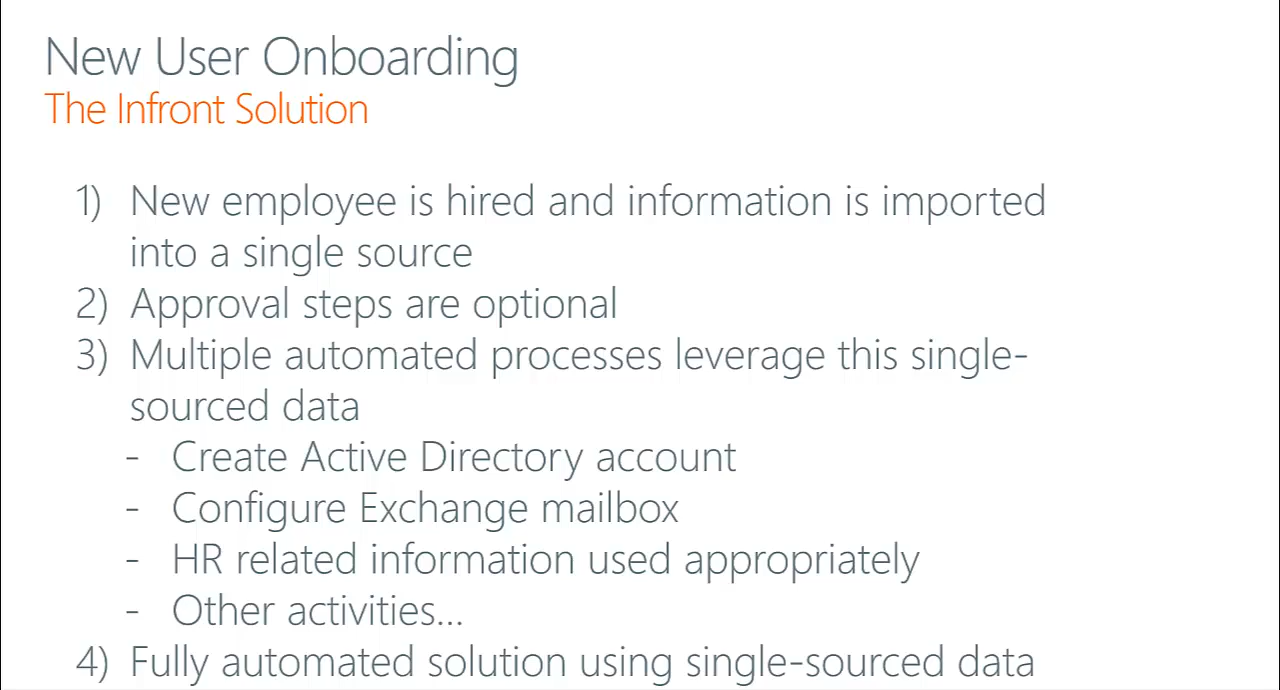 New User Onboarding
The Infront Solution
1) New employee is hired and information is imported
into a single source
2) Approval steps are optional
3) Multiple automated processes leverage this single-
sourced data
- Create Active Directory account
- Configure Exchange mailbox
- HR related information used appropriately
- Other activities...
4) Fully automated solution using single-sourced data